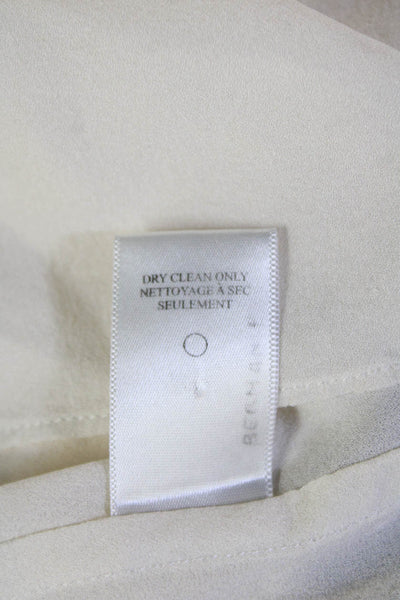 DRY CLEAN ONLY
NETTOYAGE À SEC
SEULEMENT